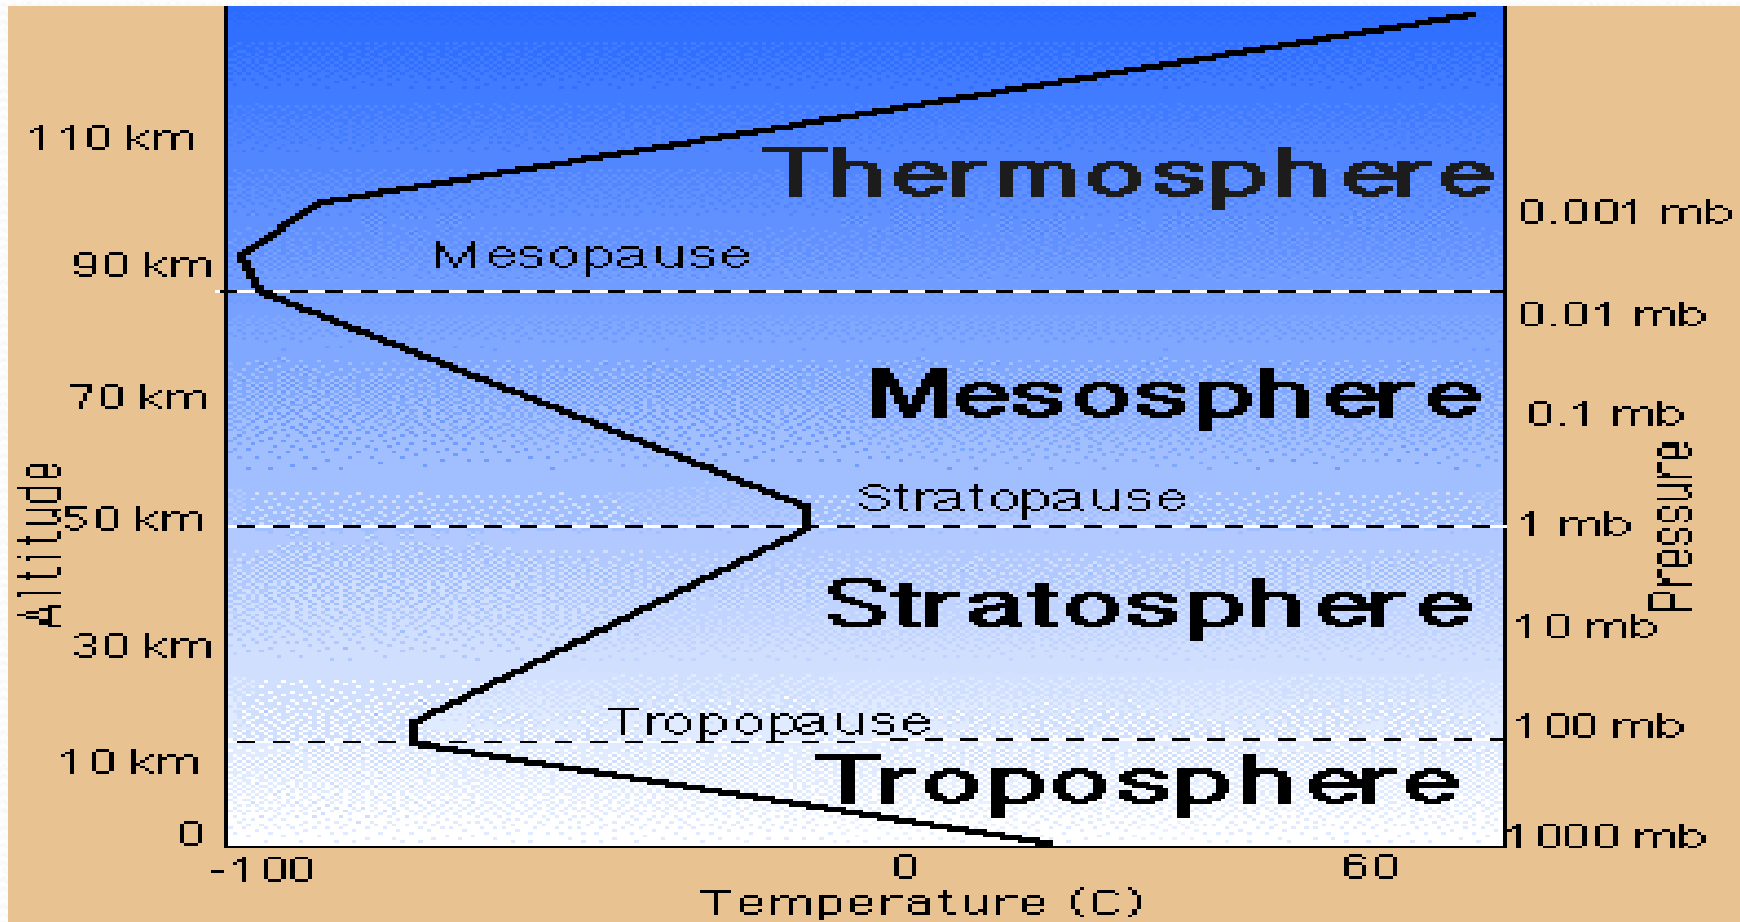 110 km
Thermosphere
0.001 mb
Mesopause
90 km
0.01 mb
Mesosphere
70 km
0.1 mb
Altitude
Pressure
Stratopause
50 km
1 mb
Stratosphere
10 mb
30 km
Tropopause
100 mb
10 km
Troposphere
0
1000 mb
-100 0 60
Temperature (C)